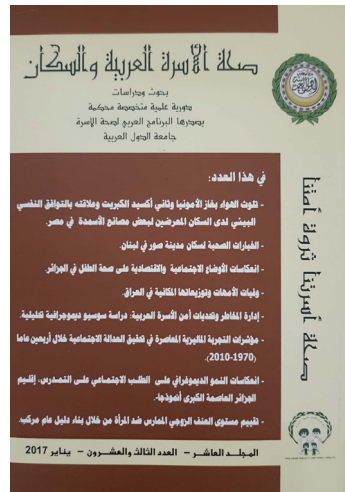 صحة الأسرة العربية والسكان
بحوث ودراسات
دورية علمية متخصصة محكمة
يصدرها البرنامج العربي لصحة الأسرة
جامعة الدول العربية
في هذا العدد:
- تلوث الهواء بغاز الأمونيا وثاني أكسيد الكبريت وعلاقته بالتوافق النفسي
البيئي لدى السكان المعرضين لبعض مصانع الأسمدة في مصر.
- الخيارات الصحية لسكان مدينة صور في لبنان.
- انعكاسات الأوضاع الاجتماعية والاقتصادية على صحة الطفل في الجزائر.
- وفيات الأمهات وتوزيعاتها المكانية في العراق.
- إدارة المخاطر وتحديات أمن الأسرة العربية: دراسة سوسيو ديموجرافية تحليلية.
- مؤشرات التجربة الماليزية المعاصرة في تحقيق العدالة الاجتماعية خلال أربعين عاما
(1970-2010).
- انعكاسات النمو الديموغرافي على الطلب الاجتماعي على التمدرس، إقليم
الجزائر العاصمة الكبرى أنموذجا.
- تقييم مستوى العنف الزوجي الممارس ضد المرأة من خلال بناء دليل عام مركب.
المجلد العاشر – العدد الثالث والعشرون – يناير 2017
صحة أسرتنا ثروة أمتنا